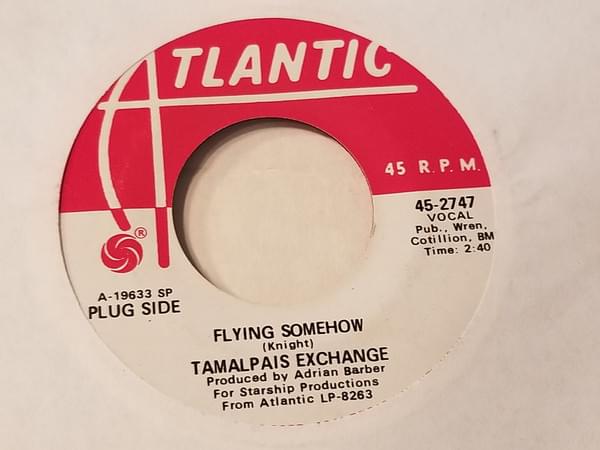 ATLANTIC
45 R.P.M.
45-2747
VOCAL
Pub., Wren,
Cotillion, BM
Time: 2:40
®
A-19633 SP
PLUG SIDE
FLYING SOMEHOW
(Knight)
TAMALPAIS EXCHANGE
Produced by Adrian Barber
For Starship Productions
From Atlantic LP-8263